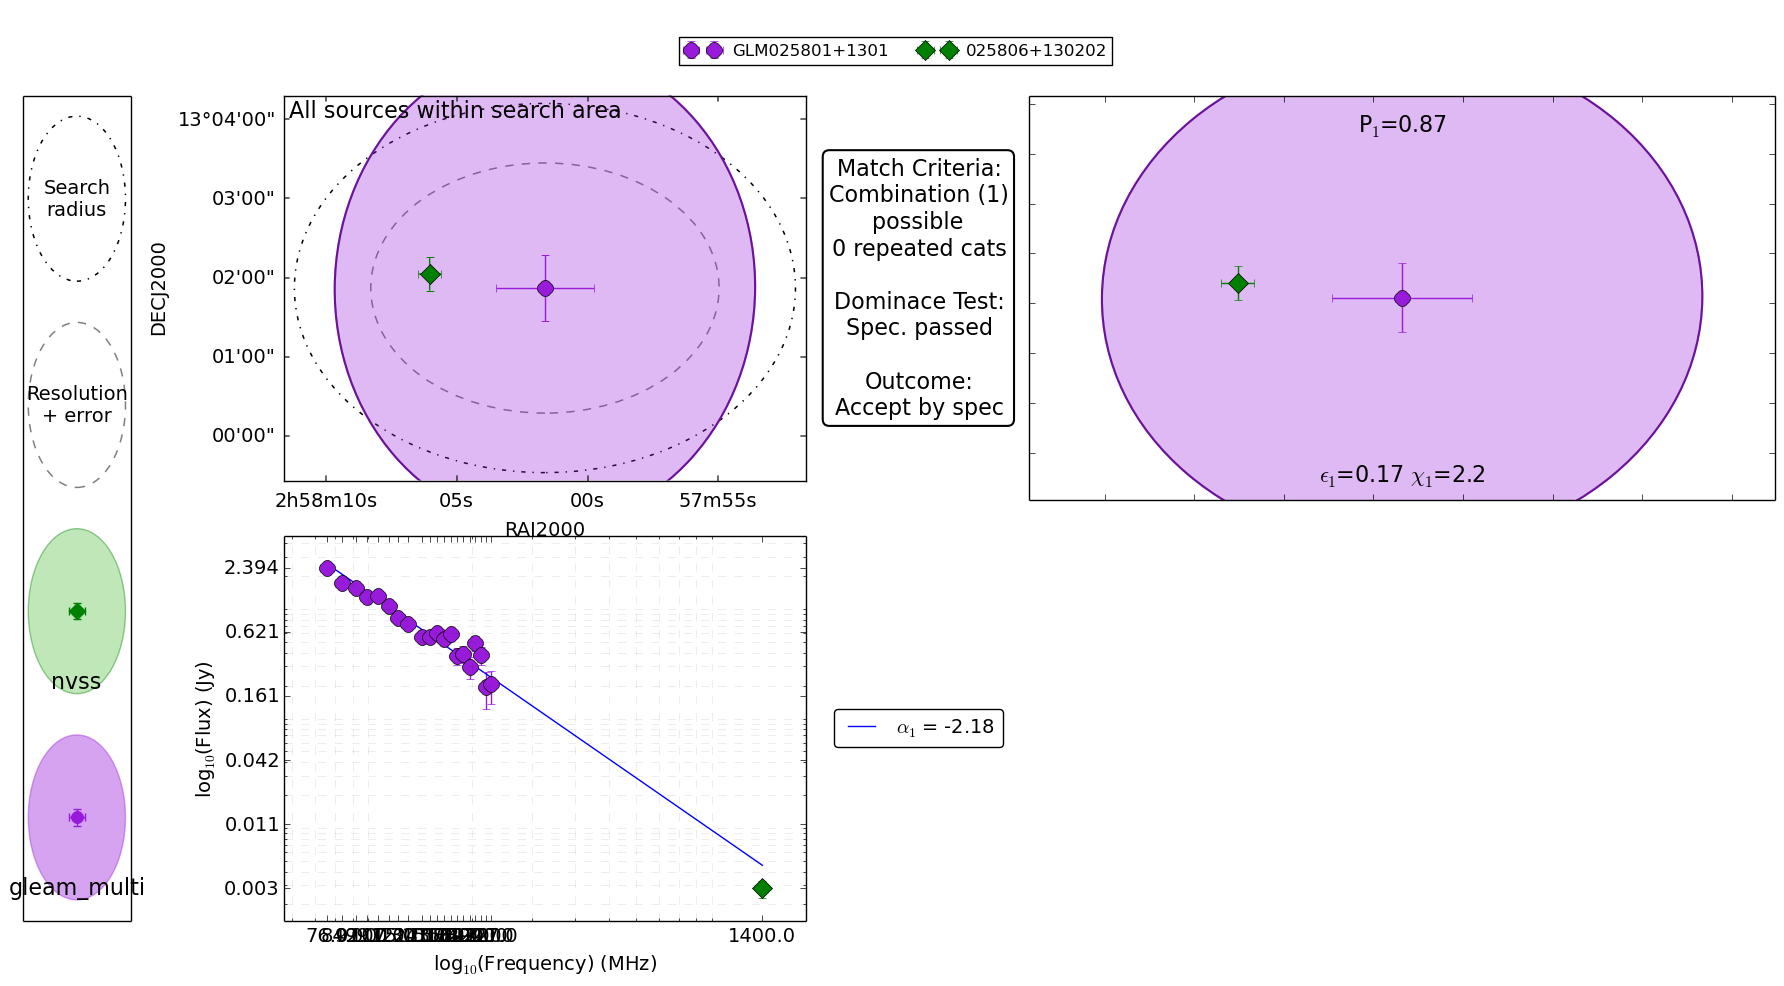 GLM025801+1301 025806+130202
Search
radius
Resolution
+ error
nvss
gleam_multi
All sources within search area
DECJ2000
13°04'00"
03'00"
02'00"
01'00"
00'00"
2h58m10s 05s 00s 57m55s
RAJ2000
Match Criteria:
Combination (1)
possible
0 repeated cats
Dominace Test:
Spec. passed
Outcome:
Accept by spec
P₁=0.87
ϵ₁=0.17 χ₁=2.2
log₁₀(Flux) (Jy)
2.394
0.621
0.161
0.042
0.011
0.003
1400.0
log₁₀(Frequency) (MHz)
α₁ = -2.18